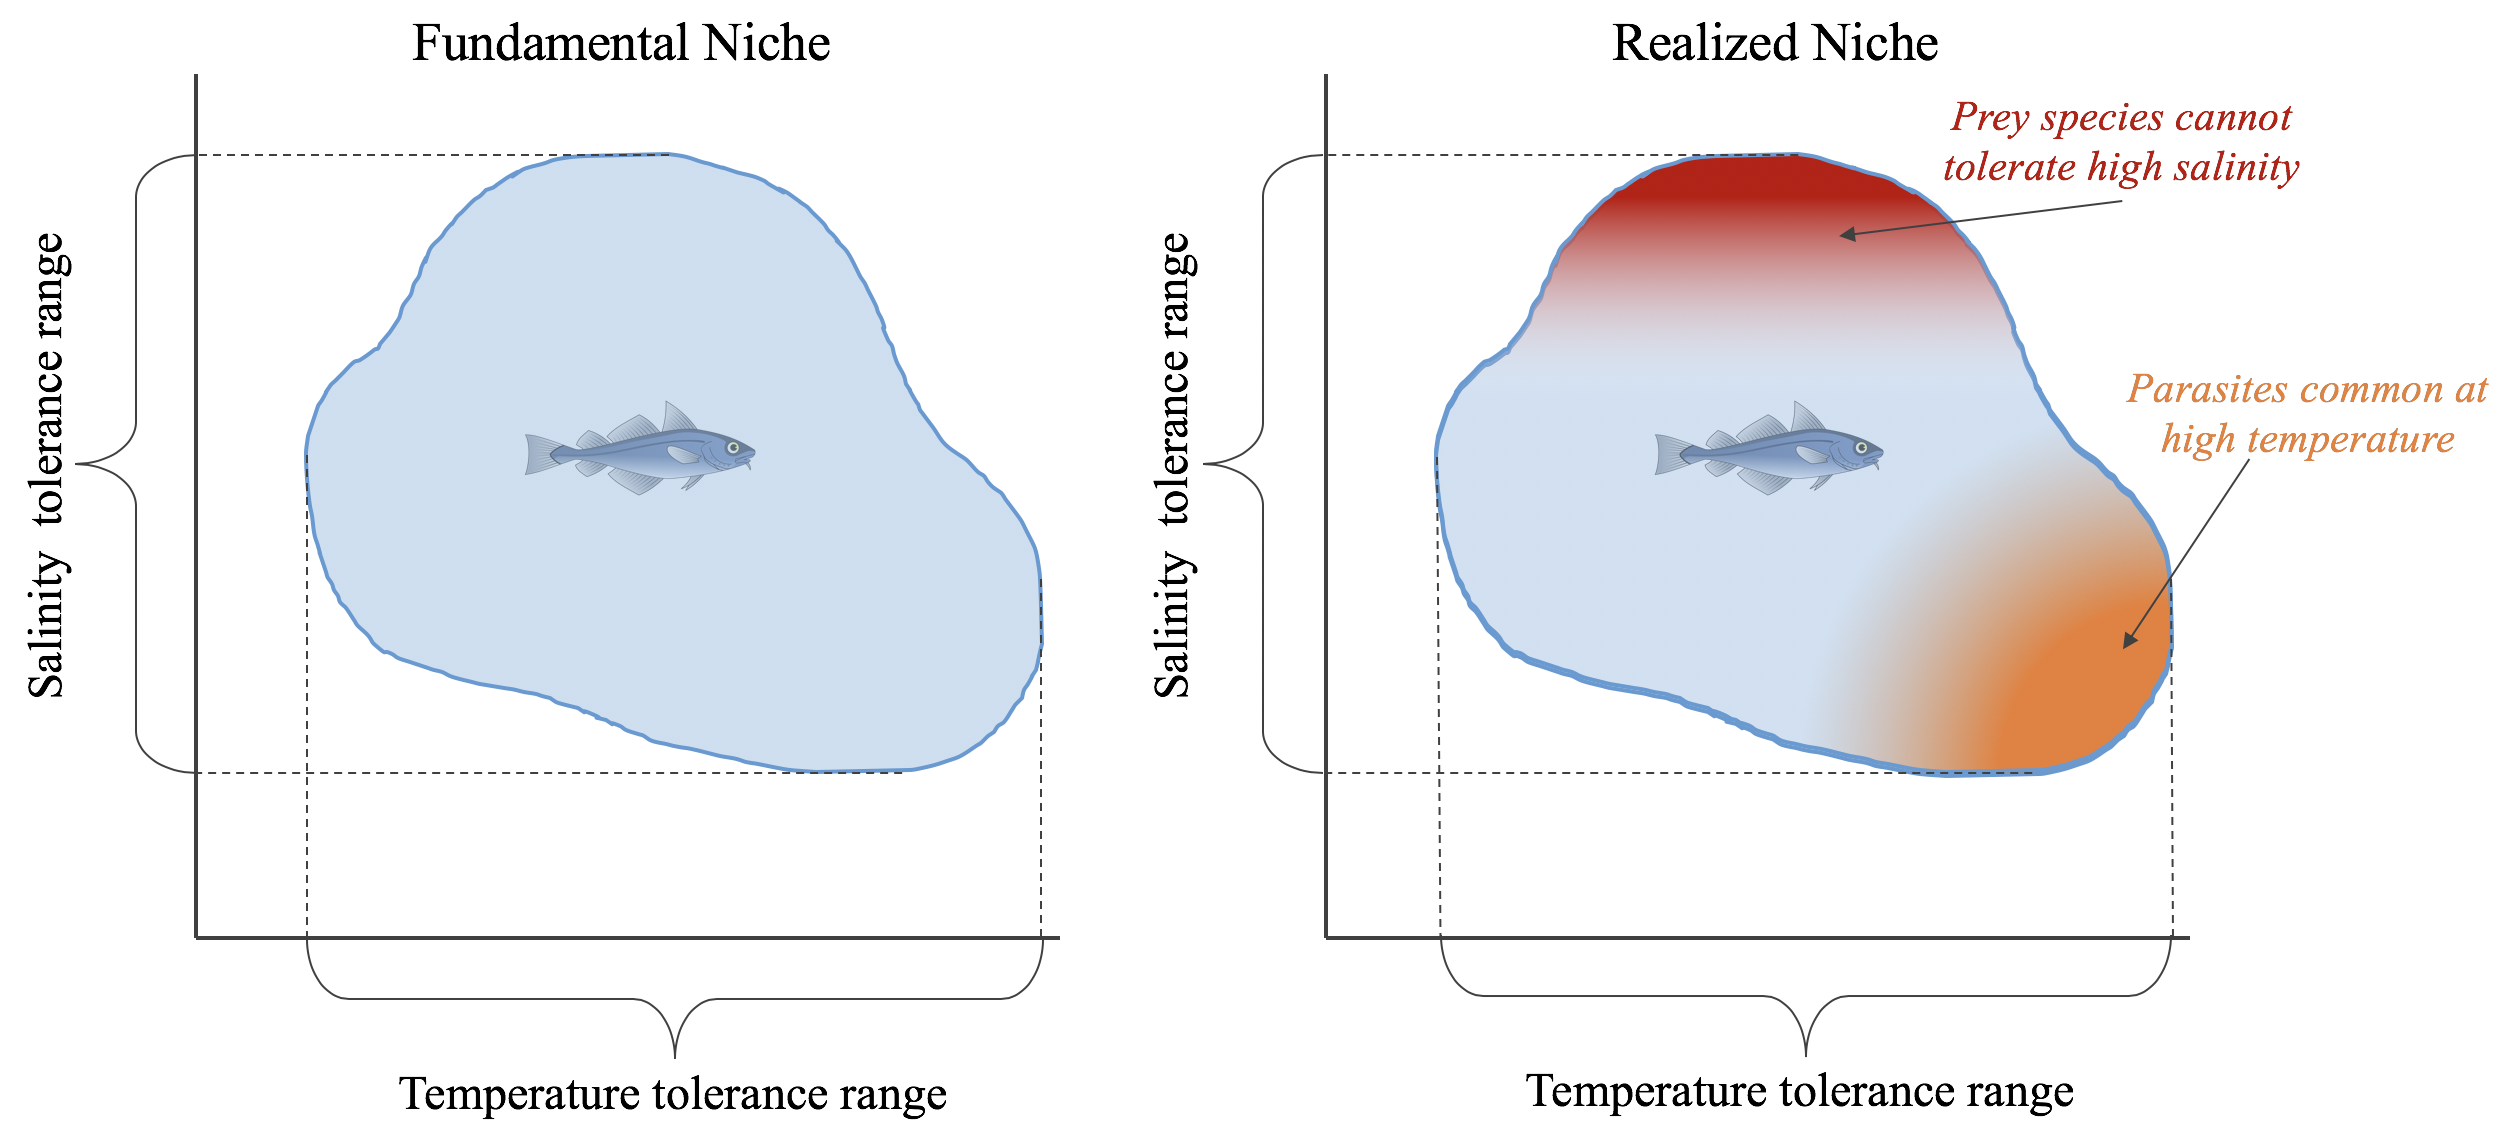 Fundamental Niche
Salinity tolerance range
Temperature tolerance range
Realized Niche
Prey species cannot
tolerate high salinity
Parasites common at
high temperature
Salinity tolerance range
Temperature tolerance range